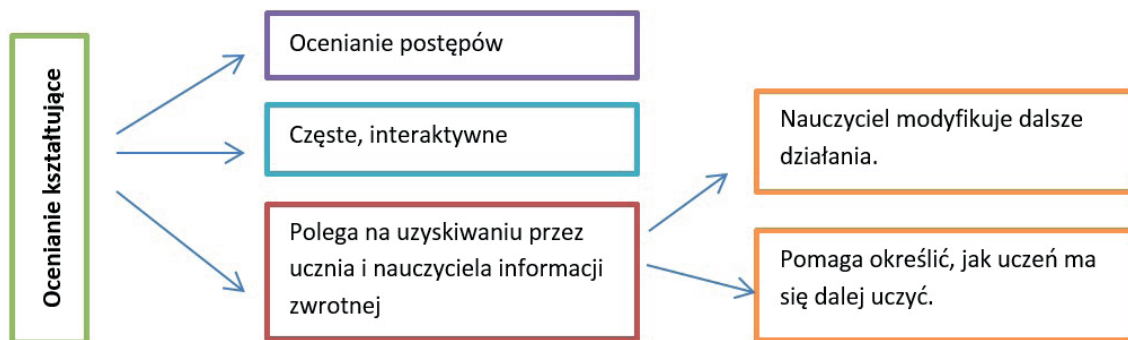 Ocenianie kształtujące
Ocenianie postępów
Częste, interaktywne
Polega na uzyskiwaniu przez
ucznia i nauczyciela informacji
zwrotnej
Nauczyciel modyfikuje dalsze
działania.
Pomaga określić, jak uczeń ma
się dalej uczyć.